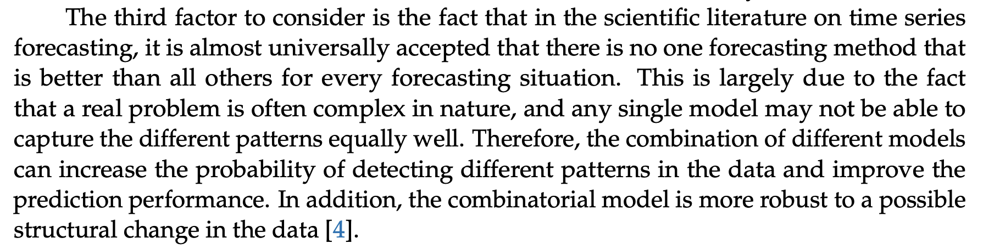 The third factor to consider is the fact that in the scientific literature on time series
forecasting, it is almost universally accepted that there is no one forecasting method that
is better than all others for every forecasting situation. This is largely due to the fact
that a real problem is often complex in nature, and any single model may not be able to
capture the different patterns equally well. Therefore, the combination of different models
can increase the probability of detecting different patterns in the data and improve the
prediction performance. In addition, the combinatorial model is more robust to a possible
structural change in the data [4].